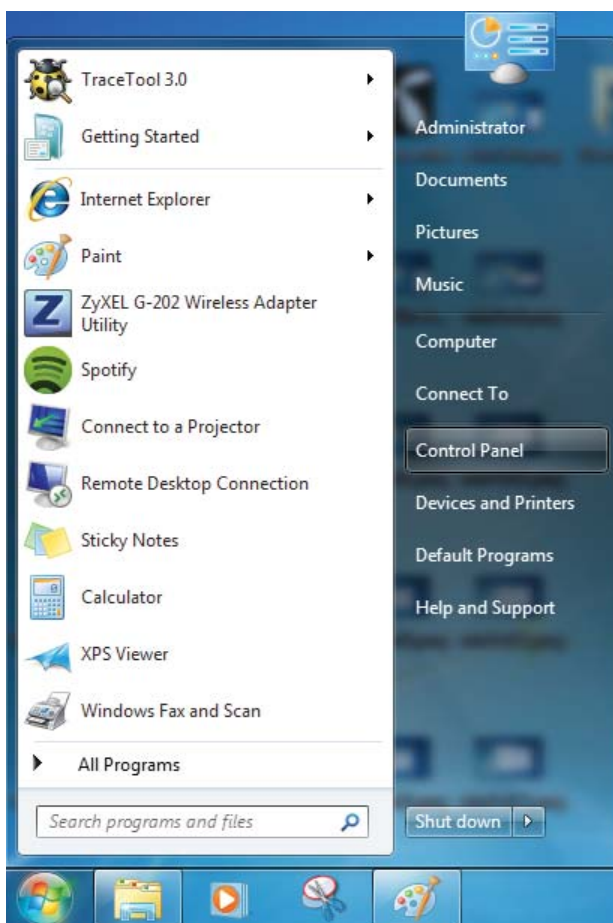 TraceTool 3.0
Getting Started
Internet Explorer
Paint
ZyXEL G-202 Wireless Adapter
Utility
Spotify
Connect to a Projector
Remote Desktop Connection
Sticky Notes
Calculator
XPS Viewer
Windows Fax and Scan
All Programs
Search programs and files
Administrator
Documents
Pictures
Music
Computer
Connect To
Control Panel
Devices and Printers
Default Programs
Help and Support
Shut down